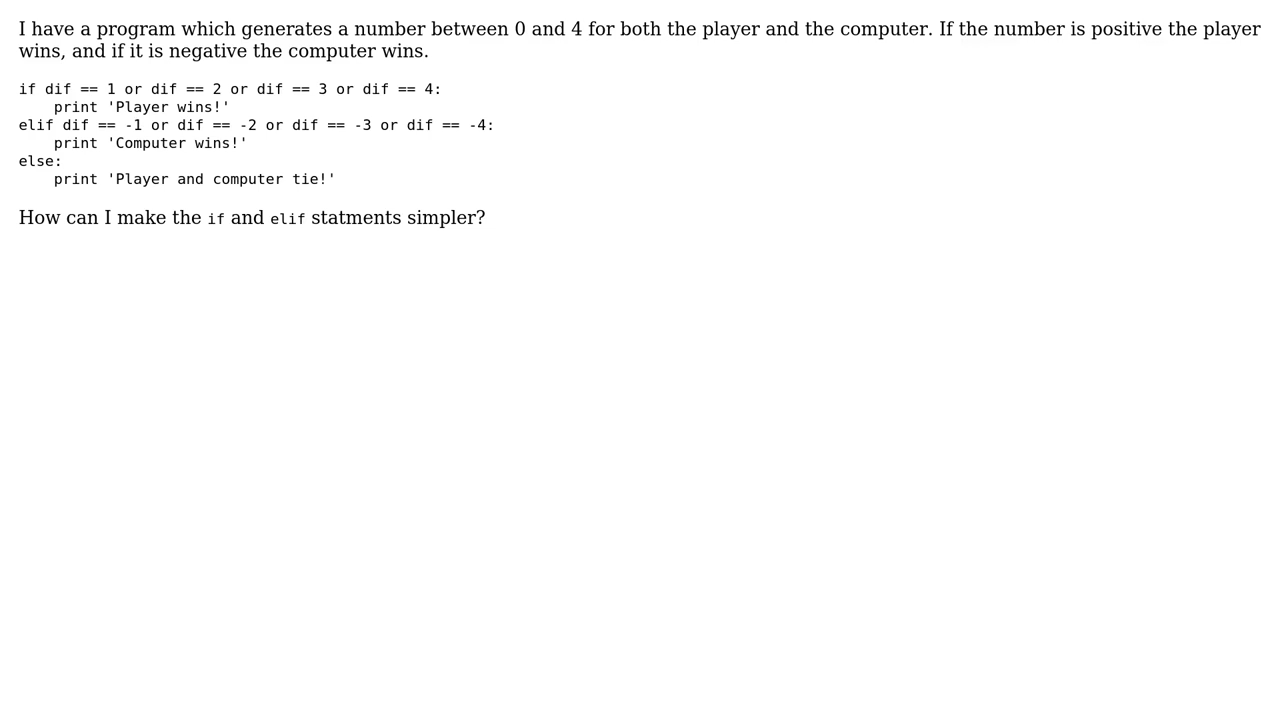 I have a program which generates a number between 0 and 4 for both the player and the computer. If the number is positive the player
wins, and if it is negative the computer wins.
if dif == 1 or dif == 2 or dif == 3 or dif == 4:
    print 'Player wins!'
elif dif == -1 or dif == -2 or dif == -3 or dif == -4:
    print 'Computer wins!'
else:
    print 'Player and computer tie!'
How can I make the if and elif statments simpler?